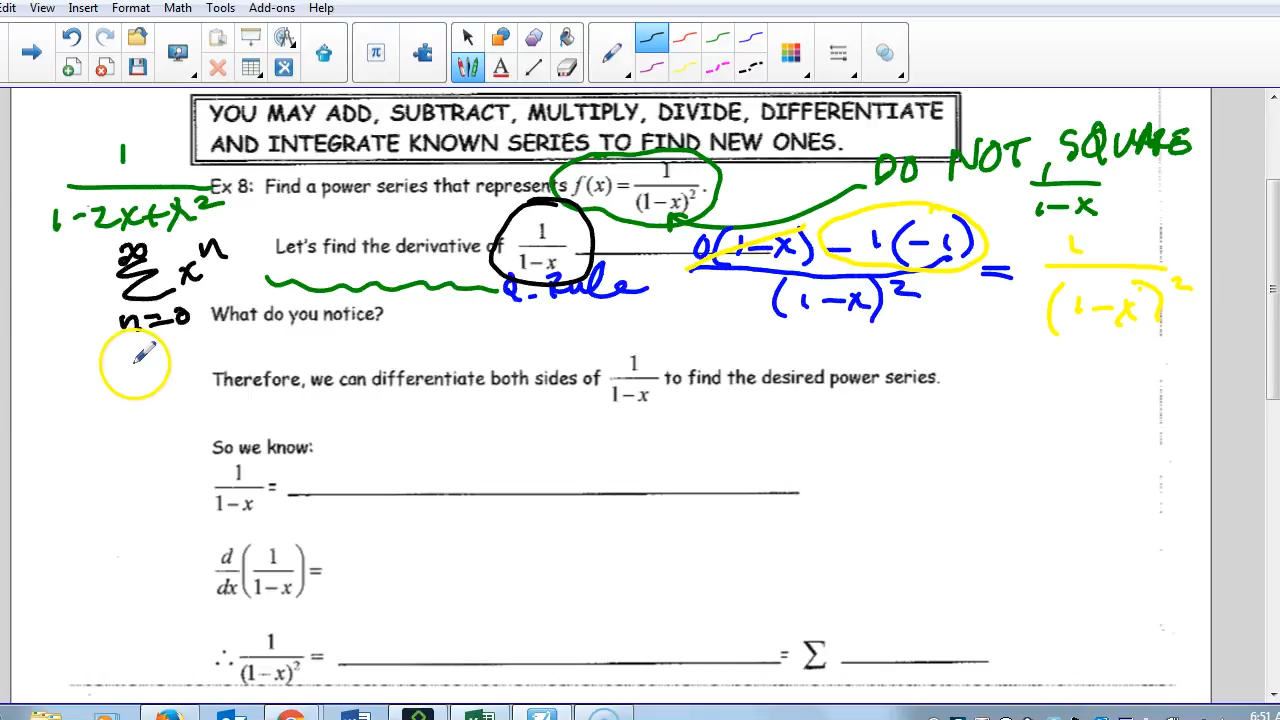 Edit View Insert Format Math Tools Add-ons Help
YOU MAY ADD, SUBTRACT, MULTIPLY, DIVIDE, DIFFERENTIATE
AND INTEGRATE KNOWN SERIES TO FIND NEW ONES.
DO NOT SQUARE
1/(1-x)
1/(1-2x+x²)
Ex 8: Find a power series that represents f(x) = 1/(1-x)².
∞ Σ n=0 xⁿ
Let's find the derivative of 1/(1-x) ____
Q. Rule
(0(1-x) - 1(-1))/(1-x)² = 1/(1-x)²
What do you notice?
Therefore, we can differentiate both sides of 1/(1-x) to find the desired power series.
So we know:
1/(1-x) = ____
d/dx(1/(1-x)) =
∴ 1/(1-x)² = ____ = Σ ____